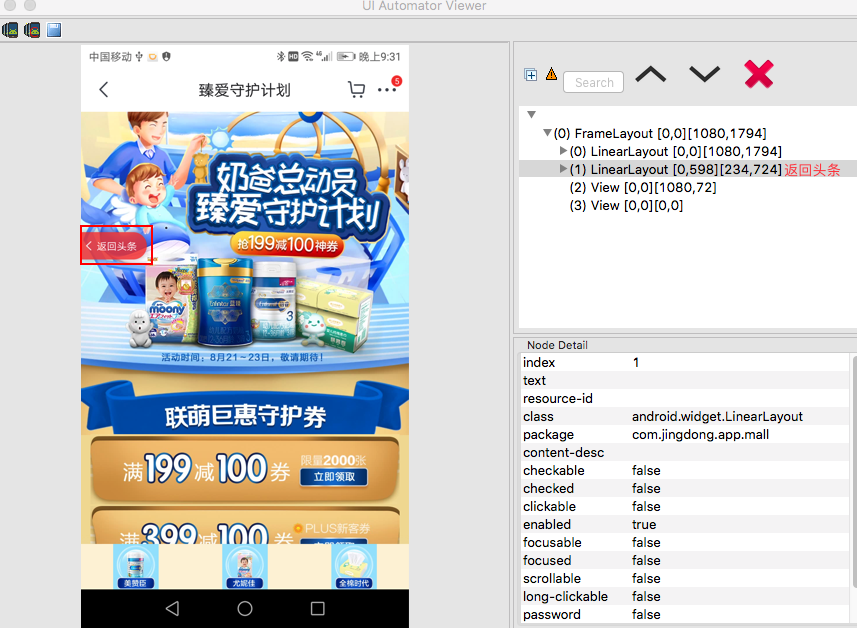 UI Automator Viewer
中国移动
HD
46
晚上9:31
臻爱守护计划
5
奶爸总动员
臻爱守护计划
抢199减100神券
返回头条
moony
Enfinitas 蓝臻
3
活动时间：8月21~23日，敬请期待！
联萌巨惠守护券
满199减100券
限量2000张
立即领取
满399减100券
PLUS新客券
美赞臣
尤妮佳
全棉时代
Search
(0) FrameLayout [0,0][1080,1794]
(0) LinearLayout [0,0][1080,1794]
(1) LinearLayout [0,598][234,724] 返回头条
(2) View [0,0][1080,72]
(3) View [0,0][0,0]
Node Detail
index 1
text
resource-id
class android.widget.LinearLayout
package com.jingdong.app.mall
content-desc
checkable false
checked false
clickable false
enabled true
focusable false
focused false
scrollable false
long-clickable false
password false